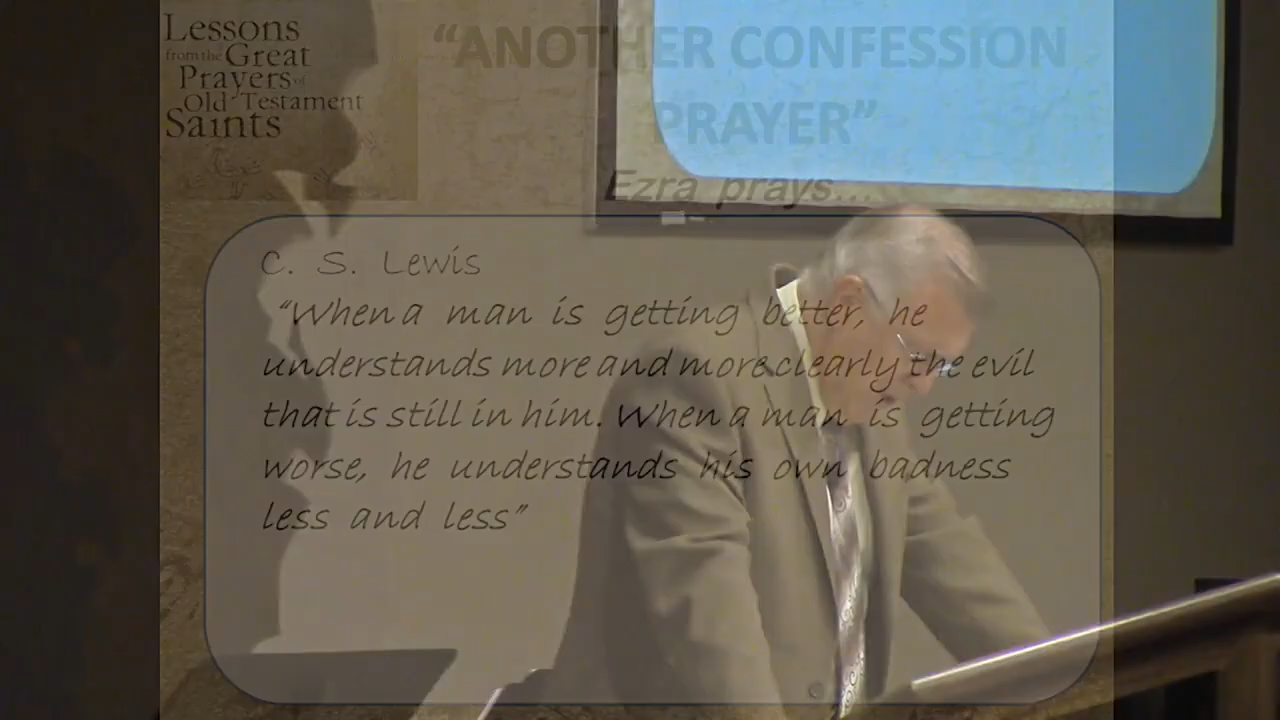 Lessons
from the Great
Prayers of
Old Testament
Saints
“ANOTHER CONFESSION
PRAYER”
Ezra prays...
C. S. Lewis
“When a man is getting better, he
understands more and more clearly the evil
that is still in him. When a man is getting
worse, he understands his own badness
less and less”